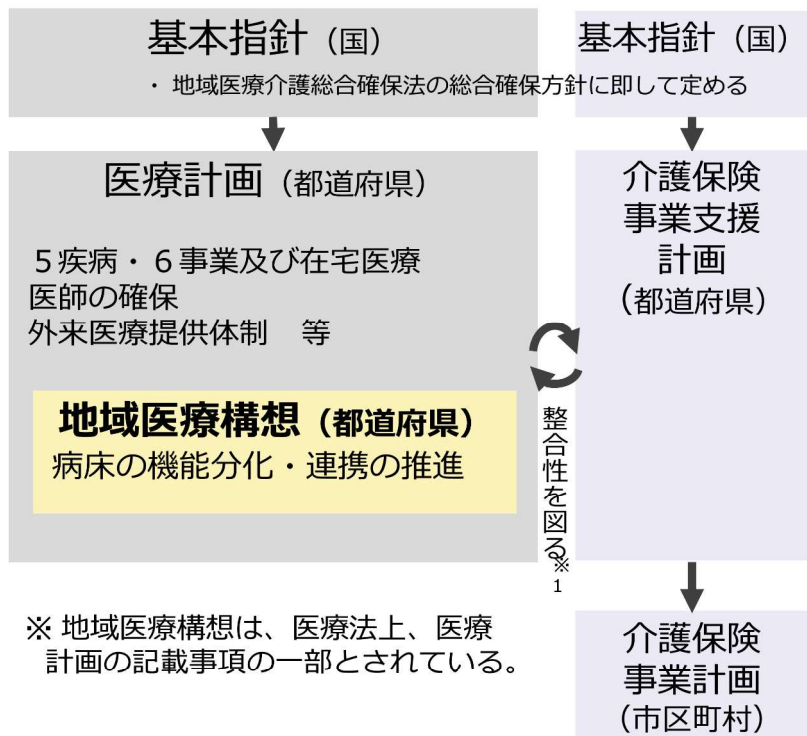 基本指針（国）
・ 地域医療介護総合確保法の総合確保方針に即して定める
基本指針（国）
医療計画（都道府県）
５疾病・６事業及び在宅医療
医師の確保
外来医療提供体制　等
地域医療構想（都道府県）
病床の機能分化・連携の推進
※ 地域医療構想は、医療法上、医療
計画の記載事項の一部とされている。
整合性を図る※1
介護保険
事業支援
計画
（都道府県）
介護保険
事業計画
（市区町村）